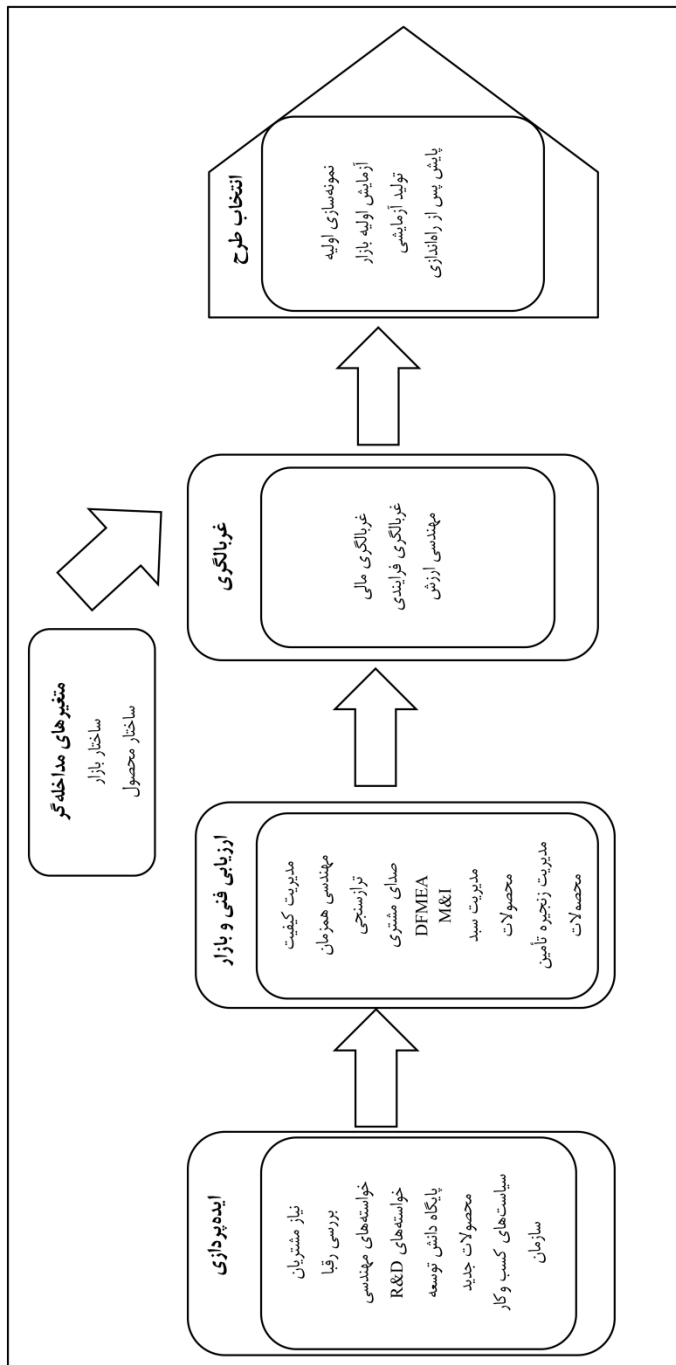 ایده‌پردازی
نیاز مشتریان
بررسی رقبا
خواسته‌های مهندسی
خواسته‌های R&D
پایگاه دانش توسعه
محصولات جدید
سیاست‌های کسب و کار
سازمان
ارزیابی فنی و بازار
مدیریت کیفیت
مهندسی همزمان
ترازسنجی
صدای مشتری
DFMEA
M&I
مدیریت سبد
محصولات
مدیریت زنجیره تأمین
محصولات
متغیرهای مداخله‌گر
ساختار بازار
ساختار محصول
غربالگری
غربالگری مالی
غربالگری فرایندی
مهندسی ارزش
انتخاب طرح
نمونه‌سازی اولیه
آزمایش اولیه بازار
تولید آزمایشی
پایش پس از راه‌اندازی